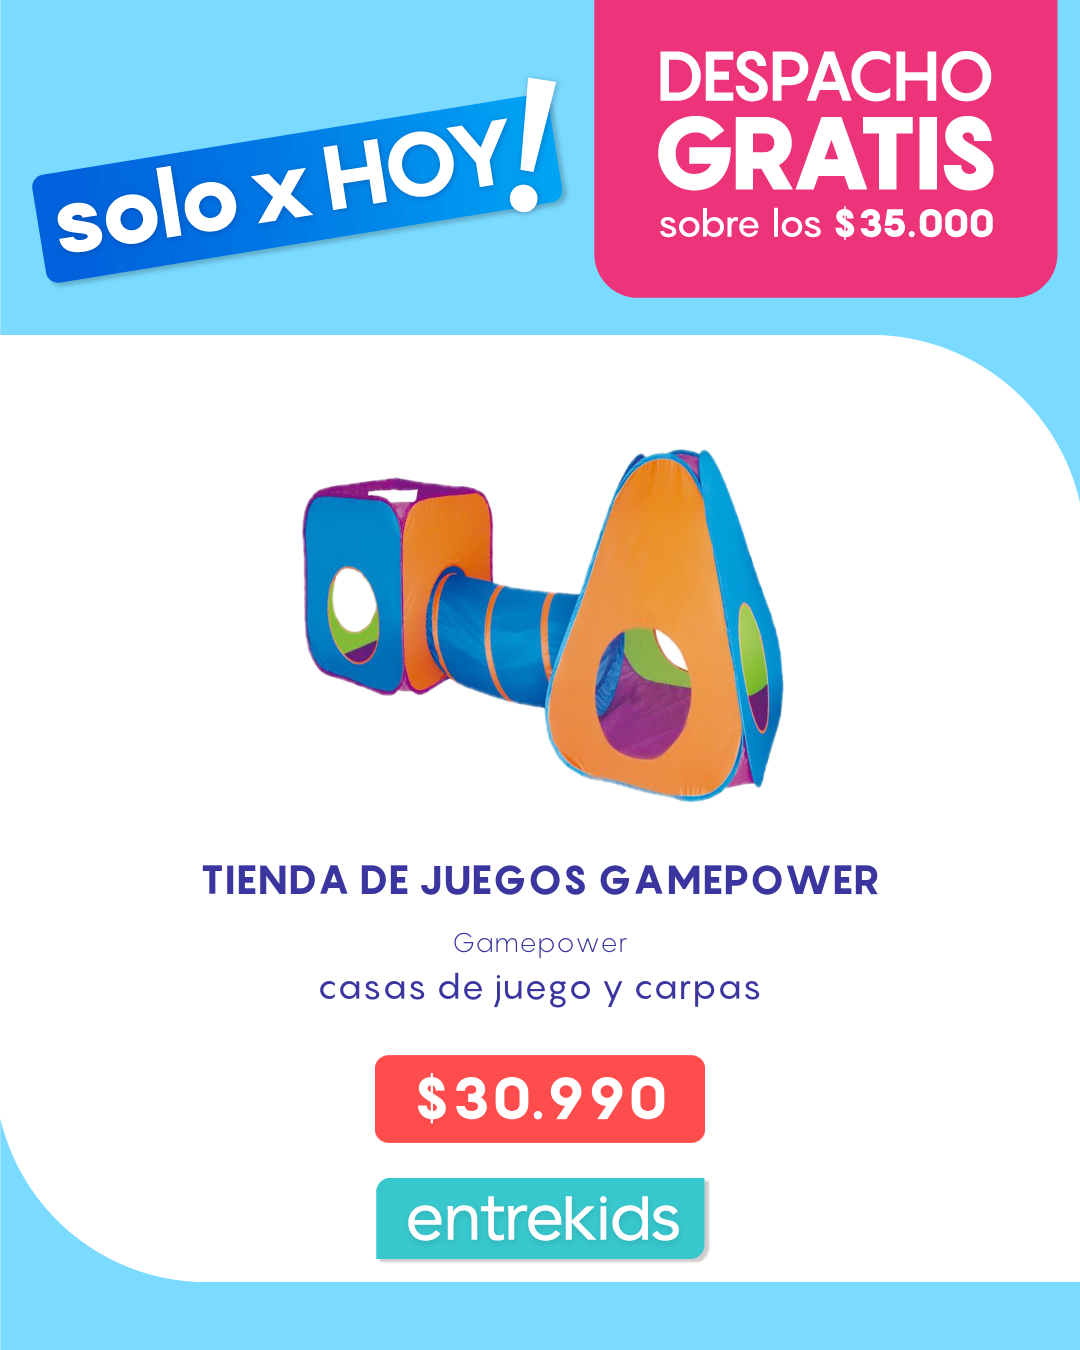 solo x HOY!
DESPACHO
GRATIS
sobre los $35.000
TIENDA DE JUEGOS GAMEPOWER
Gamepower
casas de juego y carpas
$30.990
entrekids